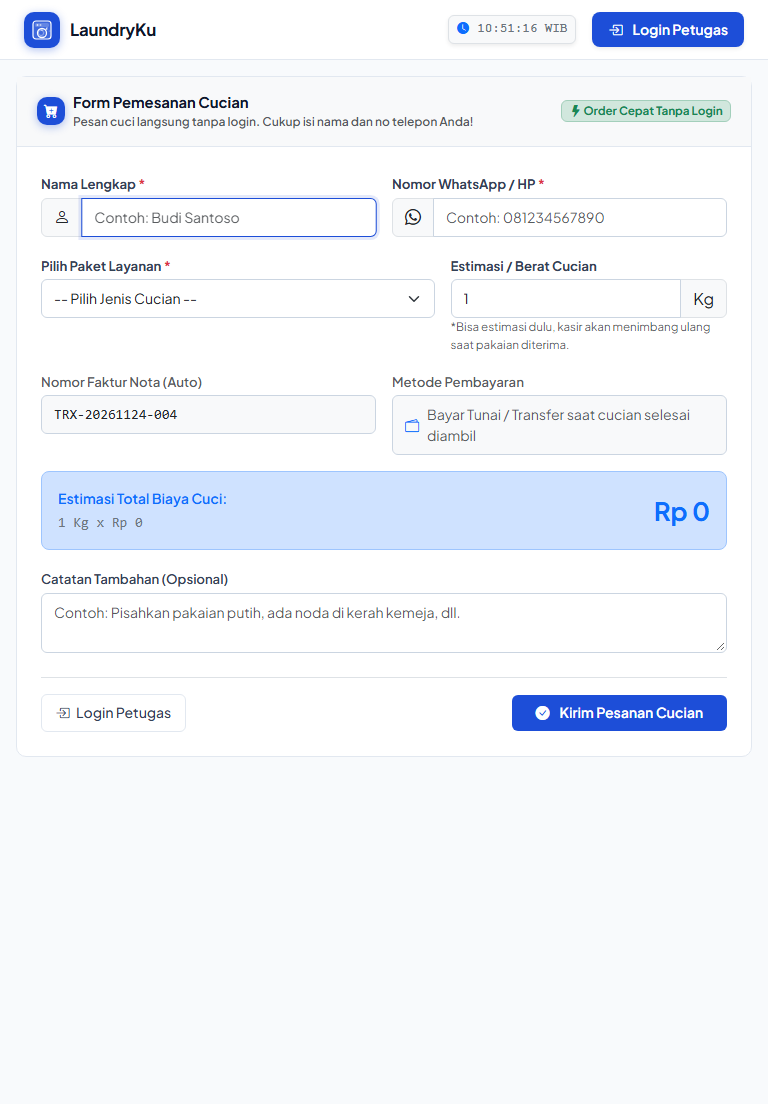 LaundryKu
10:51:16 WIB
Login Petugas
Form Pemesanan Cucian
Pesan cuci langsung tanpa login. Cukup isi nama dan no telepon Anda!
Order Cepat Tanpa Login
Nama Lengkap *
Nomor WhatsApp / HP *
Contoh: Budi Santoso
Contoh: 081234567890
Pilih Paket Layanan *
Estimasi / Berat Cucian
-- Pilih Jenis Cucian --
1
Kg
*Bisa estimasi dulu, kasir akan menimbang ulang
saat pakaian diterima.
Nomor Faktur Nota (Auto)
Metode Pembayaran
TRX-20261124-004
Bayar Tunai / Transfer saat cucian selesai
diambil
Estimasi Total Biaya Cuci:
1 Kg x Rp 0
Rp 0
Catatan Tambahan (Opsional)
Contoh: Pisahkan pakaian putih, ada noda di kerah kemeja, dll.
Login Petugas
Kirim Pesanan Cucian